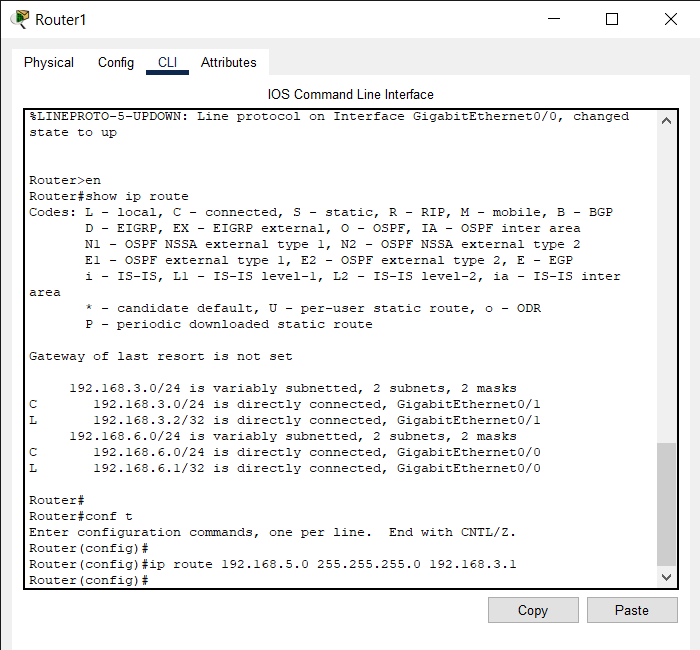 Router1
Physical Config CLI Attributes
IOS Command Line Interface
%LINEPROTO-5-UPDOWN: Line protocol on Interface GigabitEthernet0/0, changed
state to up
Router>en
Router#show ip route
Codes: L - local, C - connected, S - static, R - RIP, M - mobile, B - BGP
D - EIGRP, EX - EIGRP external, O - OSPF, IA - OSPF inter area
N1 - OSPF NSSA external type 1, N2 - OSPF NSSA external type 2
E1 - OSPF external type 1, E2 - OSPF external type 2, E - EGP
i - IS-IS, L1 - IS-IS level-1, L2 - IS-IS level-2, ia - IS-IS inter
area
* - candidate default, U - per-user static route, o - ODR
P - periodic downloaded static route
Gateway of last resort is not set
192.168.3.0/24 is variably subnetted, 2 subnets, 2 masks
C 192.168.3.0/24 is directly connected, GigabitEthernet0/1
L 192.168.3.2/32 is directly connected, GigabitEthernet0/1
192.168.6.0/24 is variably subnetted, 2 subnets, 2 masks
C 192.168.6.0/24 is directly connected, GigabitEthernet0/0
L 192.168.6.1/32 is directly connected, GigabitEthernet0/0
Router#
Router#conf t
Enter configuration commands, one per line. End with CNTL/Z.
Router(config)#
Router(config)#ip route 192.168.5.0 255.255.255.0 192.168.3.1
Router(config)#
Copy Paste